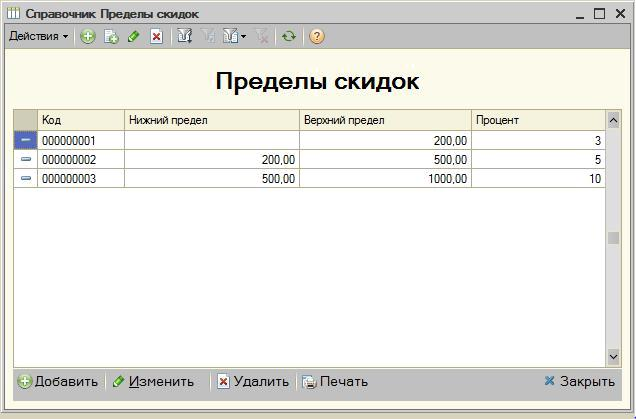 Справочник Пределы скидок
Действия
Пределы скидок
Код Нижний предел Верхний предел Процент
000000001 200,00 3
000000002 200,00 500,00 5
000000003 500,00 1000,00 10
Добавить Изменить Удалить Печать Закрыть